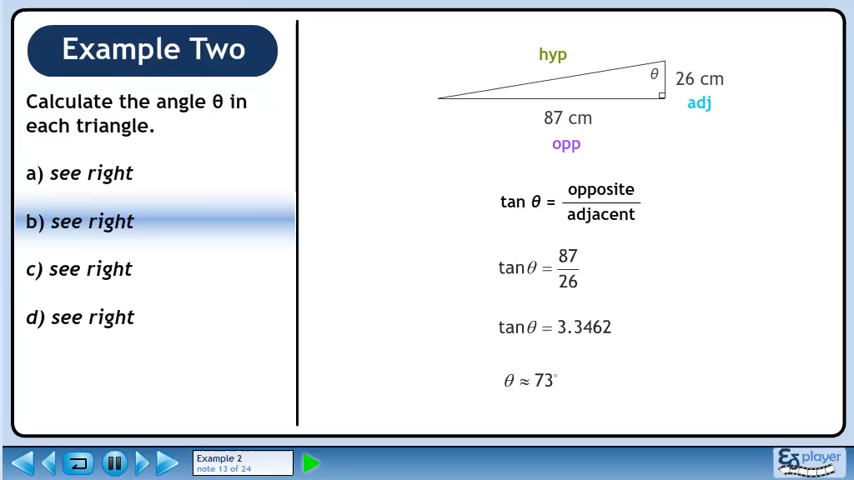 Example Two
Calculate the angle θ in
each triangle.
a) see right
b) see right
c) see right
d) see right
hyp
θ
26 cm
adj
87 cm
opp
tan θ = opposite
adjacent
tanθ = 87
26
tanθ = 3.3462
θ ≈ 73°
Example 2
note 13 of 24
player